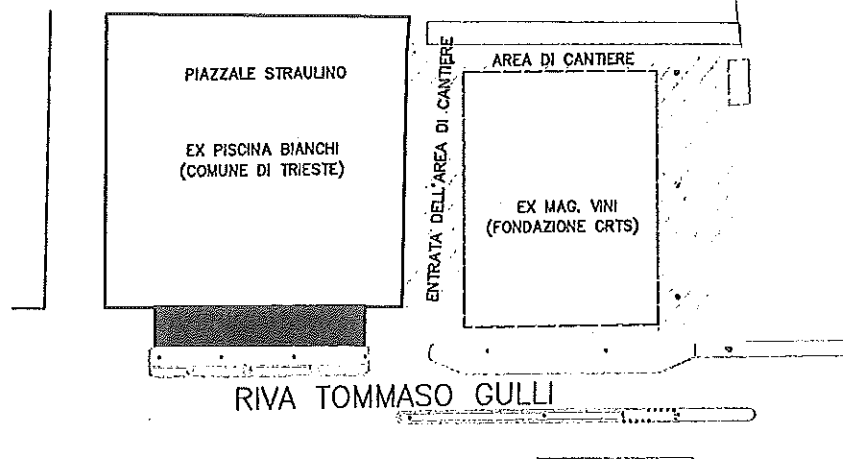 PIAZZALE STRAULINO
EX PISCINA BIANCHI
(COMUNE DI TRIESTE)
ENTRATA DELL'AREA DI CANTIERE
AREA DI CANTIERE
EX MAG. VINI
(FONDAZIONE CRTS)
RIVA TOMMASO GULLI